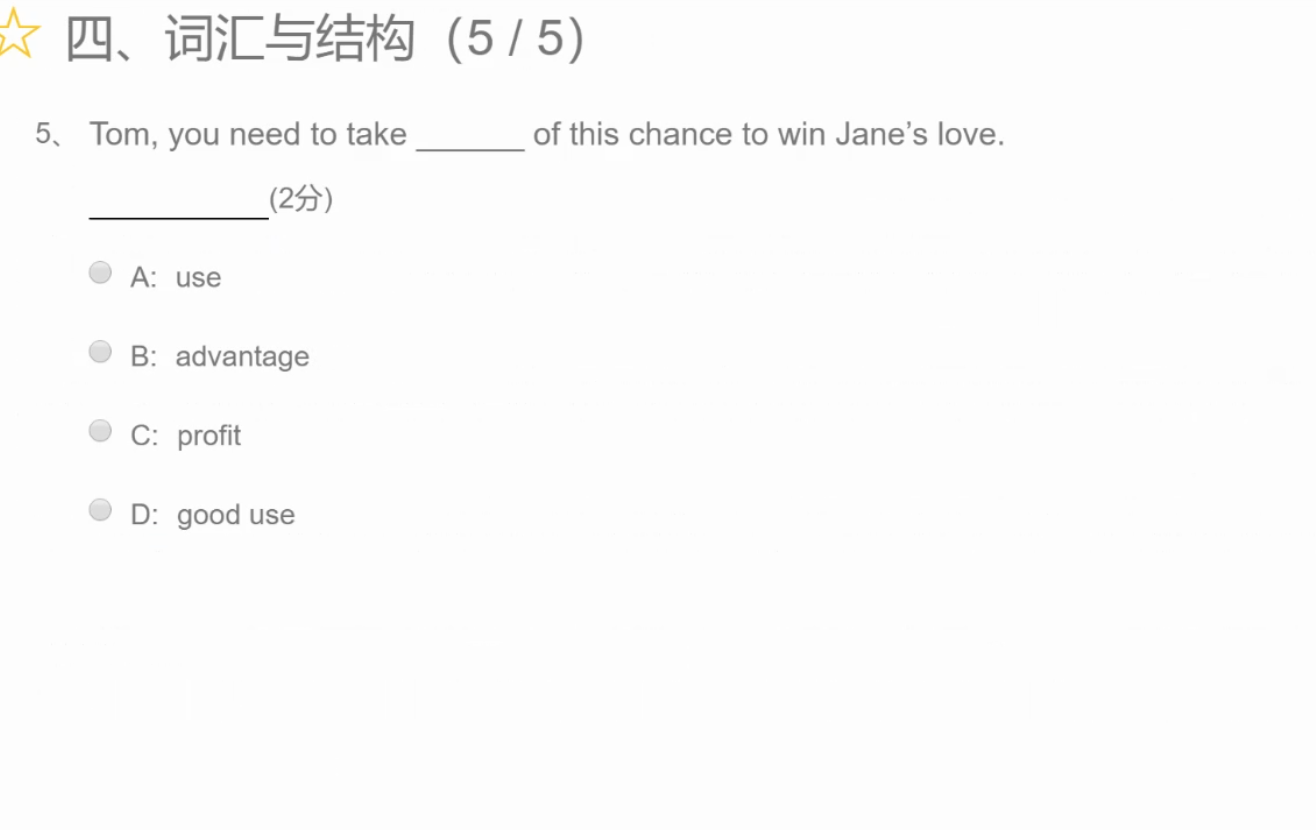 四、词汇与结构（5 / 5）
5、 Tom, you need to take ______ of this chance to win Jane’s love.
__________(2分)
A: use
B: advantage
C: profit
D: good use